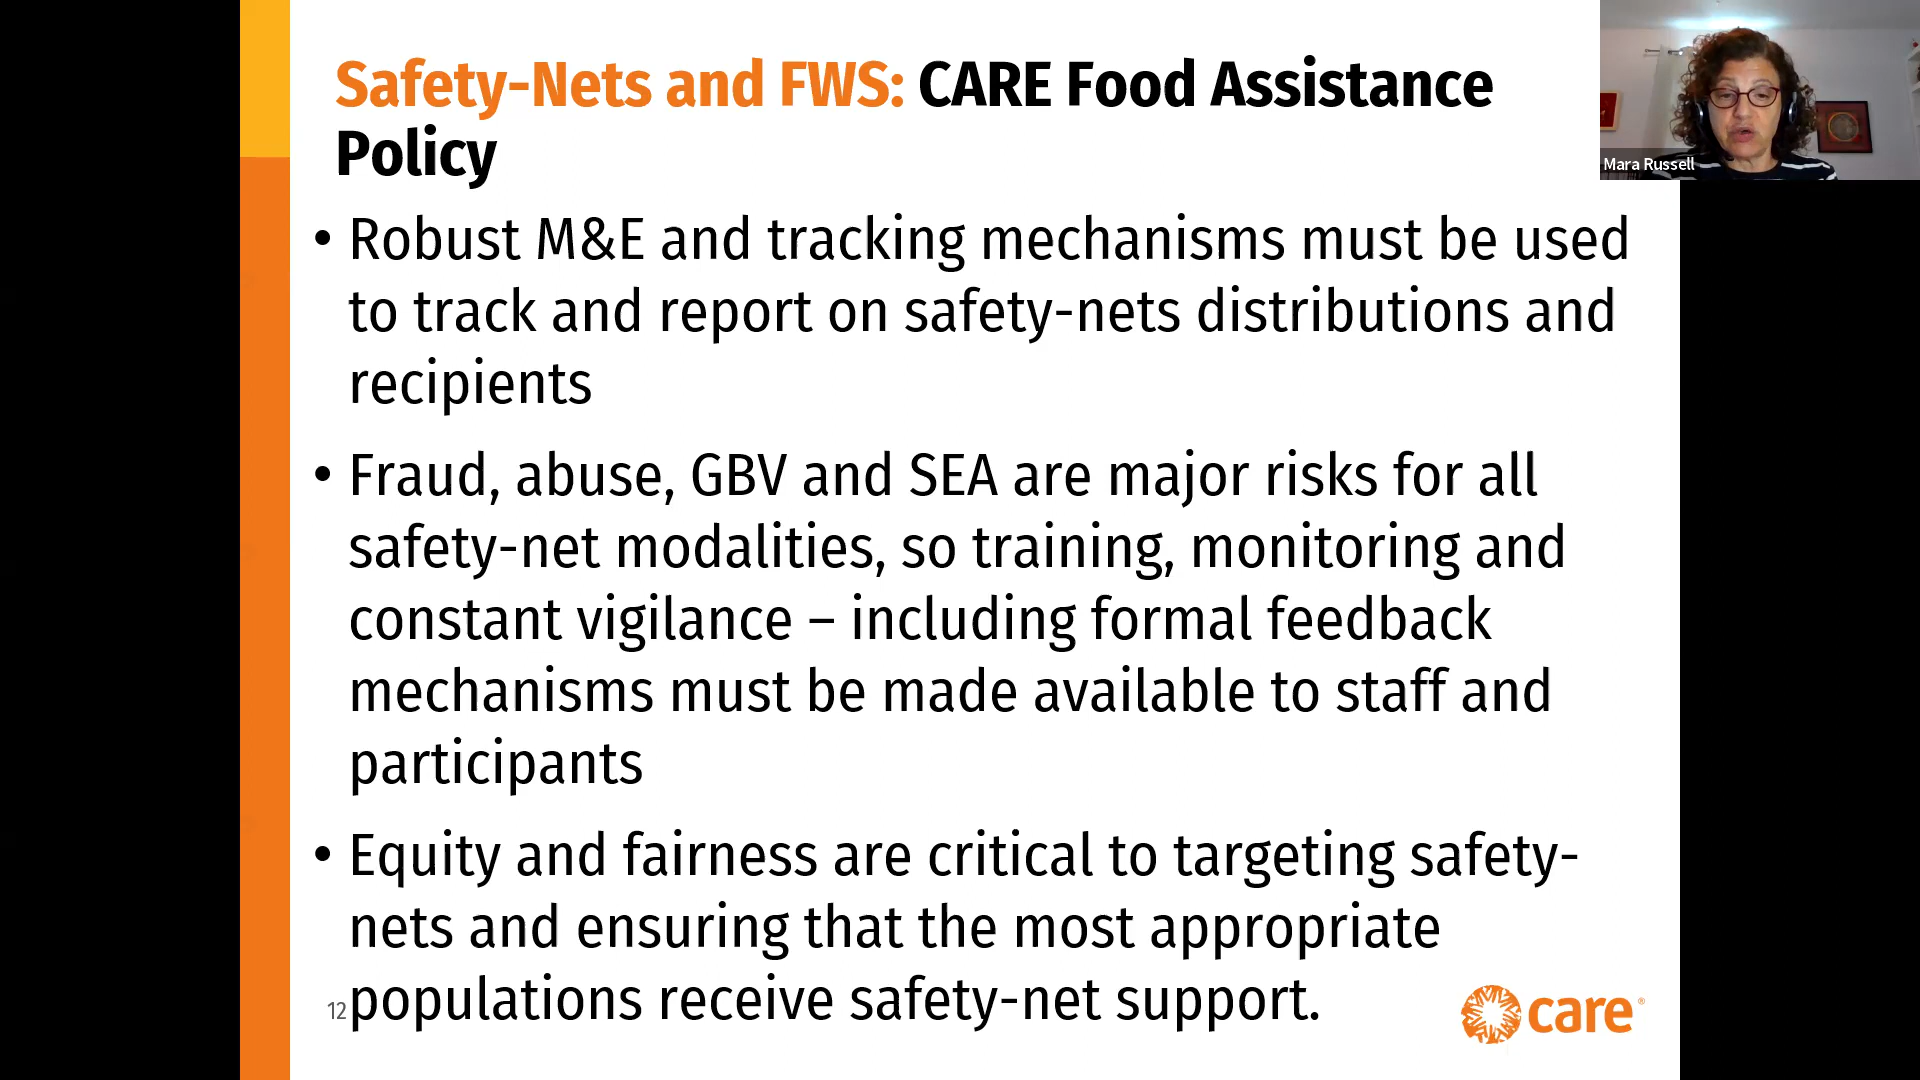 Safety-Nets and FWS: CARE Food Assistance
Policy
Mara Russell
• Robust M&E and tracking mechanisms must be used
to track and report on safety-nets distributions and
recipients
• Fraud, abuse, GBV and SEA are major risks for all
safety-net modalities, so training, monitoring and
constant vigilance – including formal feedback
mechanisms must be made available to staff and
participants
• Equity and fairness are critical to targeting safety-
nets and ensuring that the most appropriate
populations receive safety-net support.
12
care®